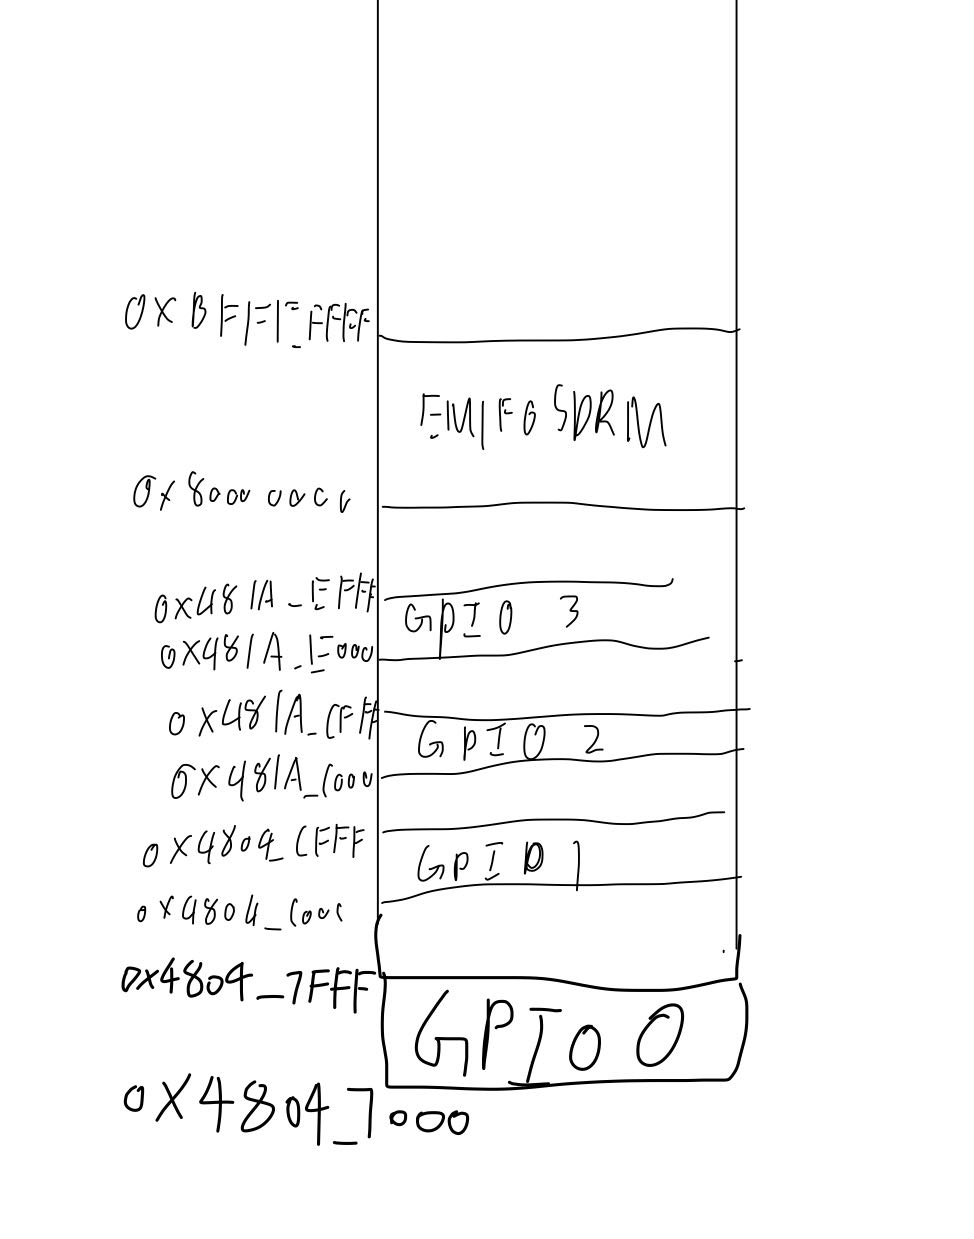 0XBFFF_FFFF
EMIF0 SDRM
0x8000 0000
0x481A_EFFF
GPIO 3
0x481A_E000
0x481A_CFFF
GPIO 2
0x481A_C000
0x4804_CFFF
GPIO 1
0x4804_C000
0x4804_7FFF
GPIO 0
0X4804_7000